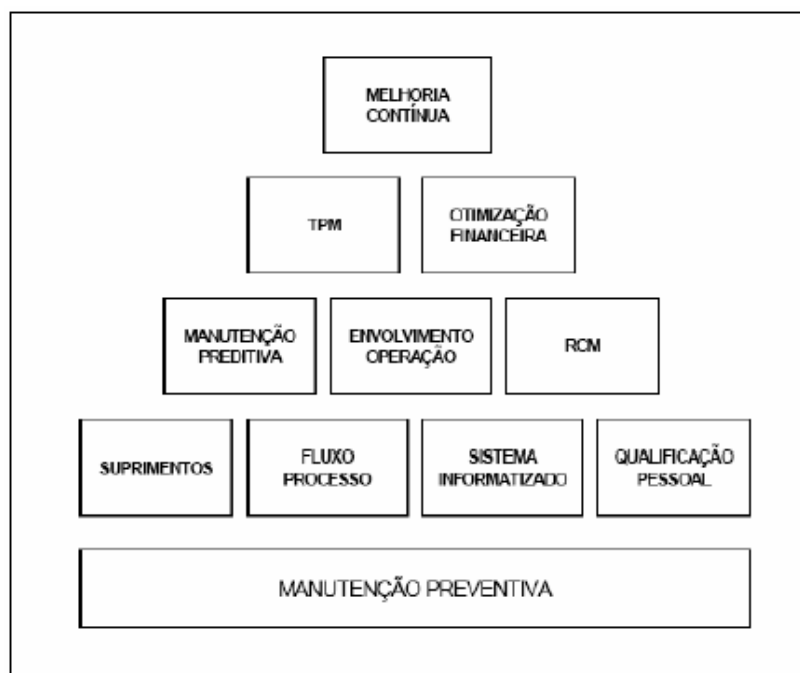 MELHORIA
CONTÍNUA
TPM
OTIMIZAÇÃO
FINANCEIRA
MANUTENÇÃO
PREDITIVA
ENVOLVIMENTO
OPERAÇÃO
RCM
SUPRIMENTOS
FLUXO
PROCESSO
SISTEMA
INFORMATIZADO
QUALIFICAÇÃO
PESSOAL
MANUTENÇÃO PREVENTIVA